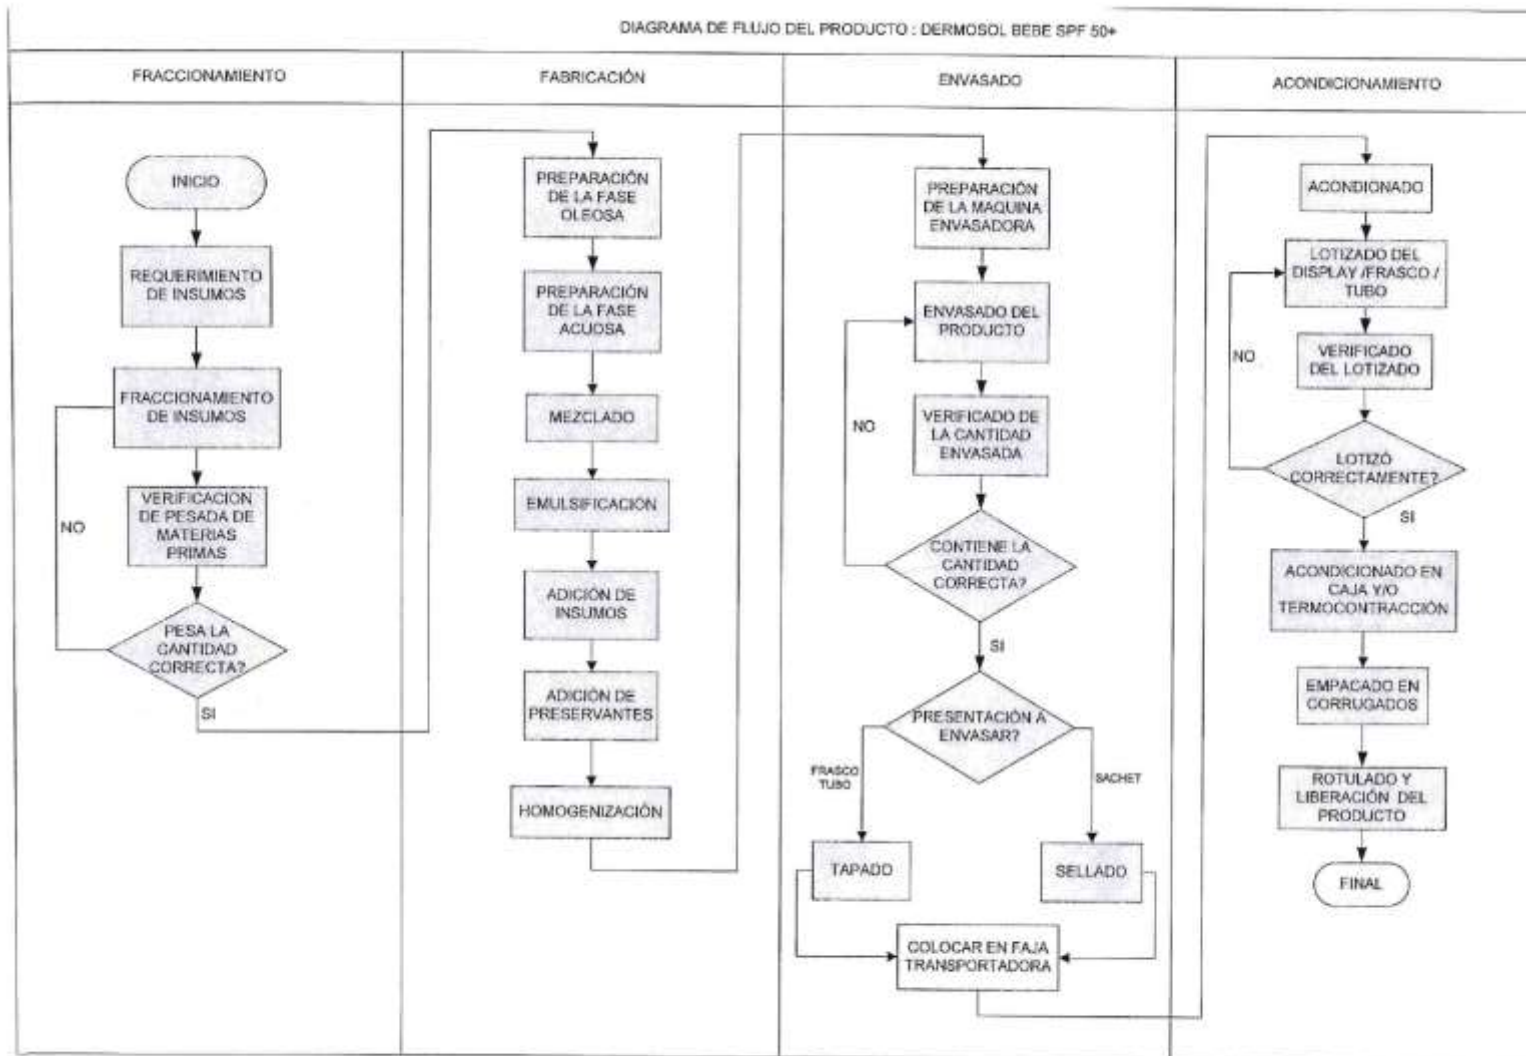 DIAGRAMA DE FLUJO DEL PRODUCTO : DERMOSOL BEBE SPF 50+
FRACCIONAMIENTO
FABRICACIÓN
ENVASADO
ACONDICIONAMIENTO
INICIO
REQUERIMIENTO
DE INSUMOS
FRACCIONAMIENTO
DE INSUMOS
VERIFICACION
DE PESADA DE
MATERIAS
PRIMAS
NO
PESA LA
CANTIDAD
CORRECTA?
SI
PREPARACIÓN
DE LA FASE
OLEOSA
PREPARACIÓN
DE LA FASE
ACUOSA
MEZCLADO
EMULSIFICACIÓN
ADICIÓN DE
INSUMOS
ADICIÓN DE
PRESERVANTES
HOMOGENIZACIÓN
PREPARACIÓN
DE LA MAQUINA
ENVASADORA
ENVASADO DEL
PRODUCTO
VERIFICADO DE
LA CANTIDAD
ENVASADA
NO
CONTIENE LA
CANTIDAD
CORRECTA?
SI
PRESENTACIÓN A
ENVASAR?
FRASCO
TUBO
SACHET
TAPADO
SELLADO
COLOCAR EN FAJA
TRANSPORTADORA
ACONDIONADO
LOTIZADO DEL
DISPLAY /FRASCO /
TUBO
VERIFICADO
DEL LOTIZADO
NO
LOTIZÓ
CORRECTAMENTE?
SI
ACONDICIONADO EN
CAJA Y/O
TERMOCONTRACCIÓN
EMPACADO EN
CORRUGADOS
ROTULADO Y
LIBERACIÓN DEL
PRODUCTO
FINAL